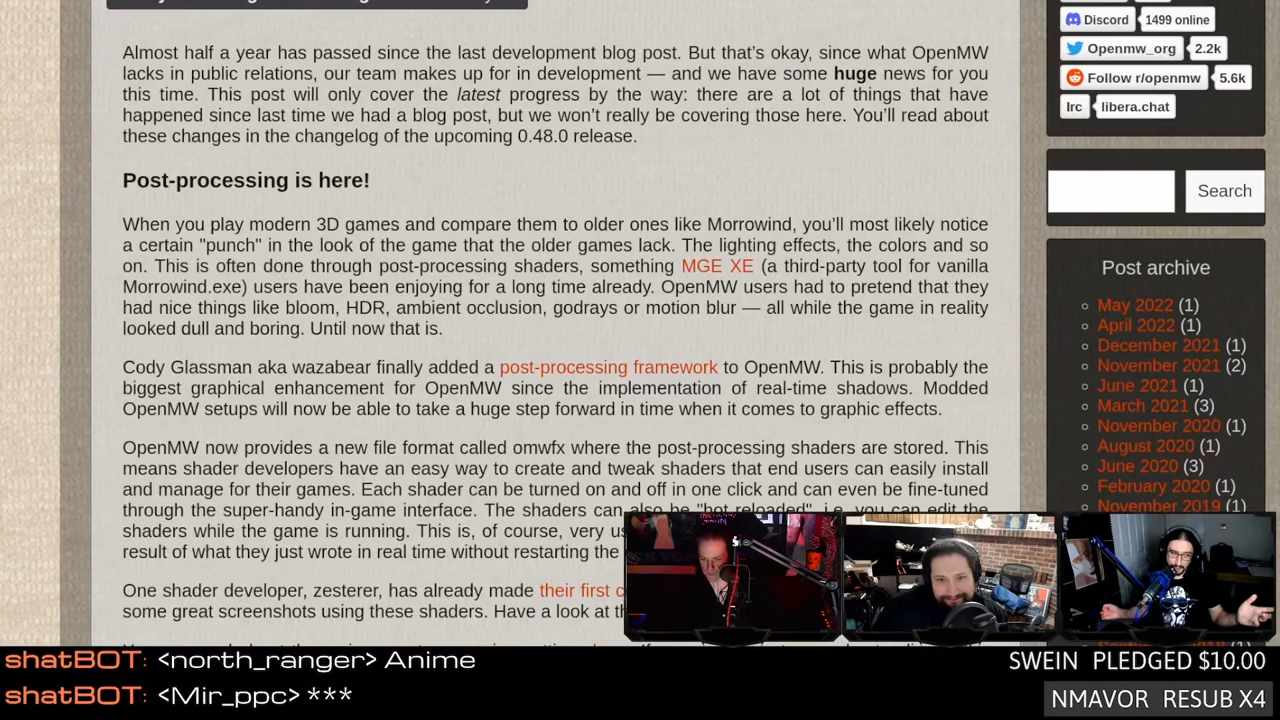 Almost half a year has passed since the last development blog post. But that's okay, since what OpenMW
lacks in public relations, our team makes up for in development — and we have some huge news for you
this time. This post will only cover the latest progress by the way: there are a lot of things that have
happened since last time we had a blog post, but we won't really be covering those here. You'll read about
these changes in the changelog of the upcoming 0.48.0 release.
Post-processing is here!
When you play modern 3D games and compare them to older ones like Morrowind, you'll most likely notice
a certain "punch" in the look of the game that the older games lack. The lighting effects, the colors and so
on. This is often done through post-processing shaders, something MGE XE (a third-party tool for vanilla
Morrowind.exe) users have been enjoying for a long time already. OpenMW users had to pretend that they
had nice things like bloom, HDR, ambient occlusion, godrays or motion blur — all while the game in reality
looked dull and boring. Until now that is.
Cody Glassman aka wazabear finally added a post-processing framework to OpenMW. This is probably the
biggest graphical enhancement for OpenMW since the implementation of real-time shadows. Modded
OpenMW setups will now be able to take a huge step forward in time when it comes to graphic effects.
OpenMW now provides a new file format called omwfx where the post-processing shaders are stored. This
means shader developers have an easy way to create and tweak shaders that end users can easily install
and manage for their games. Each shader can be turned on and off in one click and can even be fine-tuned
through the super-handy in-game interface. The shaders can also be "hot reloaded", i.e. you can edit the
shaders while the game is running. This is, of course, very
result of what they just wrote in real time without restarting the
One shader developer, zesterer, has already made their first
some great screenshots using these shaders. Have a look at
Discord 1499 online
Openmw_org 2.2k
Follow r/openmw 5.6k
Irc libera.chat
Search
Post archive
May 2022 (1)
April 2022 (1)
December 2021 (1)
November 2021 (2)
June 2021 (1)
March 2021 (3)
November 2020 (1)
August 2020 (1)
June 2020 (3)
February 2020 (1)
November 2019 (1)
shatBOT: <north_ranger> Anime
shatBOT: <Mir_ppc> ***
SWEIN PLEDGED $10.00
NMAVOR RESUB X4